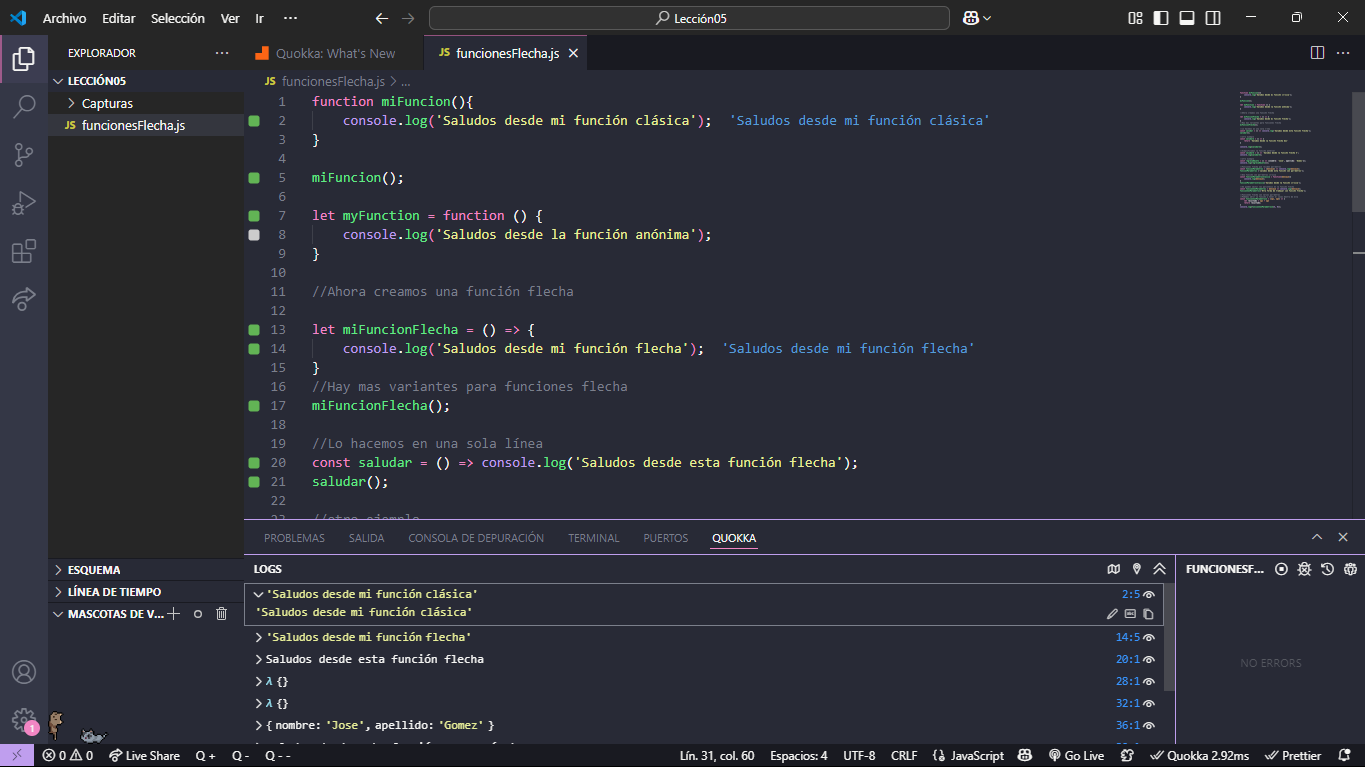 Archivo Editar Selección Ver Ir ··· Lección05
EXPLORADOR ···
LECCIÓN05
Capturas
JS funcionesFlecha.js
Quokka: What's New
JS funcionesFlecha.js
JS funcionesFlecha.js > ...
1 function miFuncion(){
2 console.log('Saludos desde mi función clásica'); 'Saludos desde mi función clásica'
3 }
4
5 miFuncion();
6
7 let myFunction = function () {
8 console.log('Saludos desde la función anónima');
9 }
10
11 //Ahora creamos una función flecha
12
13 let miFuncionFlecha = () => {
14 console.log('Saludos desde mi función flecha'); 'Saludos desde mi función flecha'
15 }
16 //Hay mas variantes para funciones flecha
17 miFuncionFlecha();
18
19 //Lo hacemos en una sola línea
20 const saludar = () => console.log('Saludos desde esta función flecha');
21 saludar();
22
23 //otro ejemplo
ESQUEMA
LÍNEA DE TIEMPO
MASCOTAS DE V...
PROBLEMAS SALIDA CONSOLA DE DEPURACIÓN TERMINAL PUERTOS QUOKKA
LOGS
'Saludos desde mi función clásica' 2:5
'Saludos desde mi función clásica'
'Saludos desde mi función flecha' 14:5
Saludos desde esta función flecha 20:1
λ {} 28:1
λ {} 32:1
{ nombre: 'Jose', apellido: 'Gomez' } 36:1
FUNCIONESF...
NO ERRORS
1
0 0 Live Share Q + Q - Q - - Lín. 31, col. 60 Espacios: 4 UTF-8 CRLF {} JavaScript Go Live Quokka 2.92ms Prettier